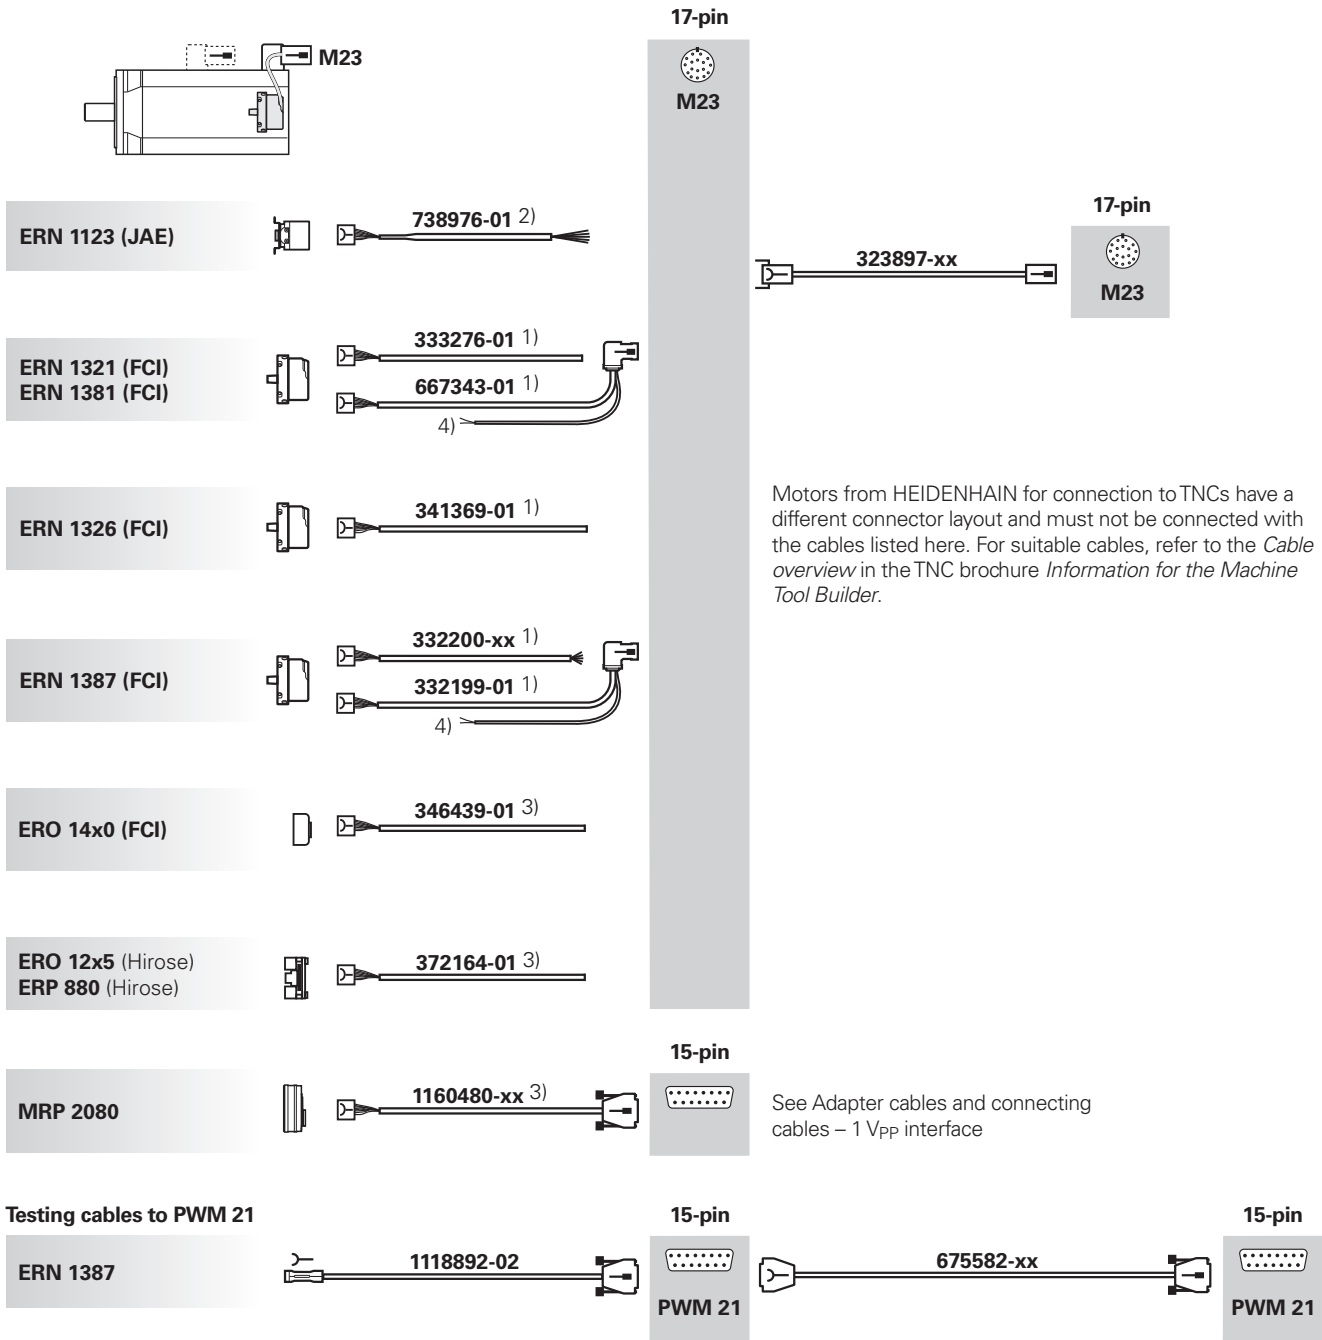 17-pin
M23
M23
ERN 1123 (JAE)
738976-01 2)
17-pin
323897-xx
M23
ERN 1321 (FCI)
ERN 1381 (FCI)
333276-01 1)
667343-01 1)
4)
ERN 1326 (FCI)
341369-01 1)
Motors from HEIDENHAIN for connection to TNCs have a
different connector layout and must not be connected with
the cables listed here. For suitable cables, refer to the Cable
overview in the TNC brochure Information for the Machine
Tool Builder.
ERN 1387 (FCI)
332200-xx 1)
332199-01 1)
4)
ERO 14x0 (FCI)
346439-01 3)
ERO 12x5 (Hirose)
ERP 880 (Hirose)
372164-01 3)
15-pin
MRP 2080
1160480-xx 3)
See Adapter cables and connecting
cables – 1 VPP interface
Testing cables to PWM 21
15-pin
15-pin
ERN 1387
1118892-02
675582-xx
PWM 21
PWM 21